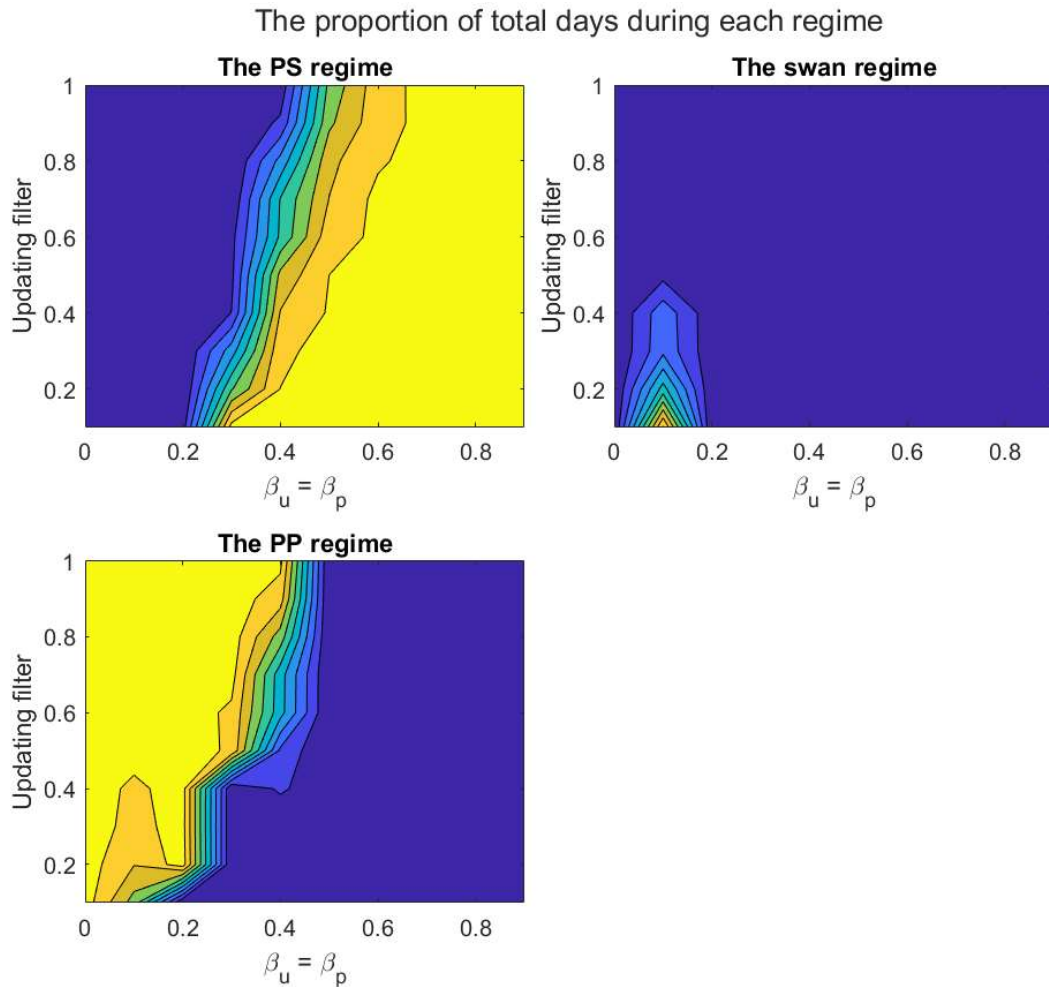 The proportion of total days during each regime
The PS regime
1
0.8
0.6
0.4
0.2
Updating filter
0 0.2 0.4 0.6 0.8
β_u = β_p
The swan regime
1
0.8
0.6
0.4
0.2
Updating filter
0 0.2 0.4 0.6 0.8
β_u = β_p
The PP regime
1
0.8
0.6
0.4
0.2
Updating filter
0 0.2 0.4 0.6 0.8
β_u = β_p